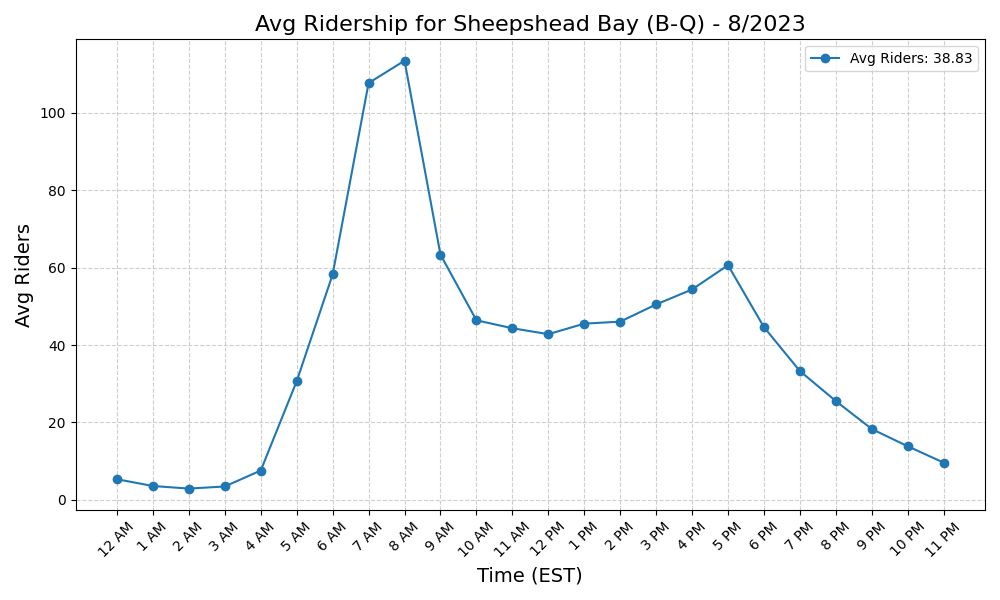 Avg Ridership for Sheepshead Bay (B-Q) - 8/2023
Avg Riders: 38.83
Avg Riders
100
80
60
40
20
0
12 AM
1 AM
2 AM
3 AM
4 AM
5 AM
6 AM
7 AM
8 AM
9 AM
10 AM
11 AM
12 PM
1 PM
2 PM
3 PM
4 PM
5 PM
6 PM
7 PM
8 PM
9 PM
10 PM
11 PM
Time (EST)